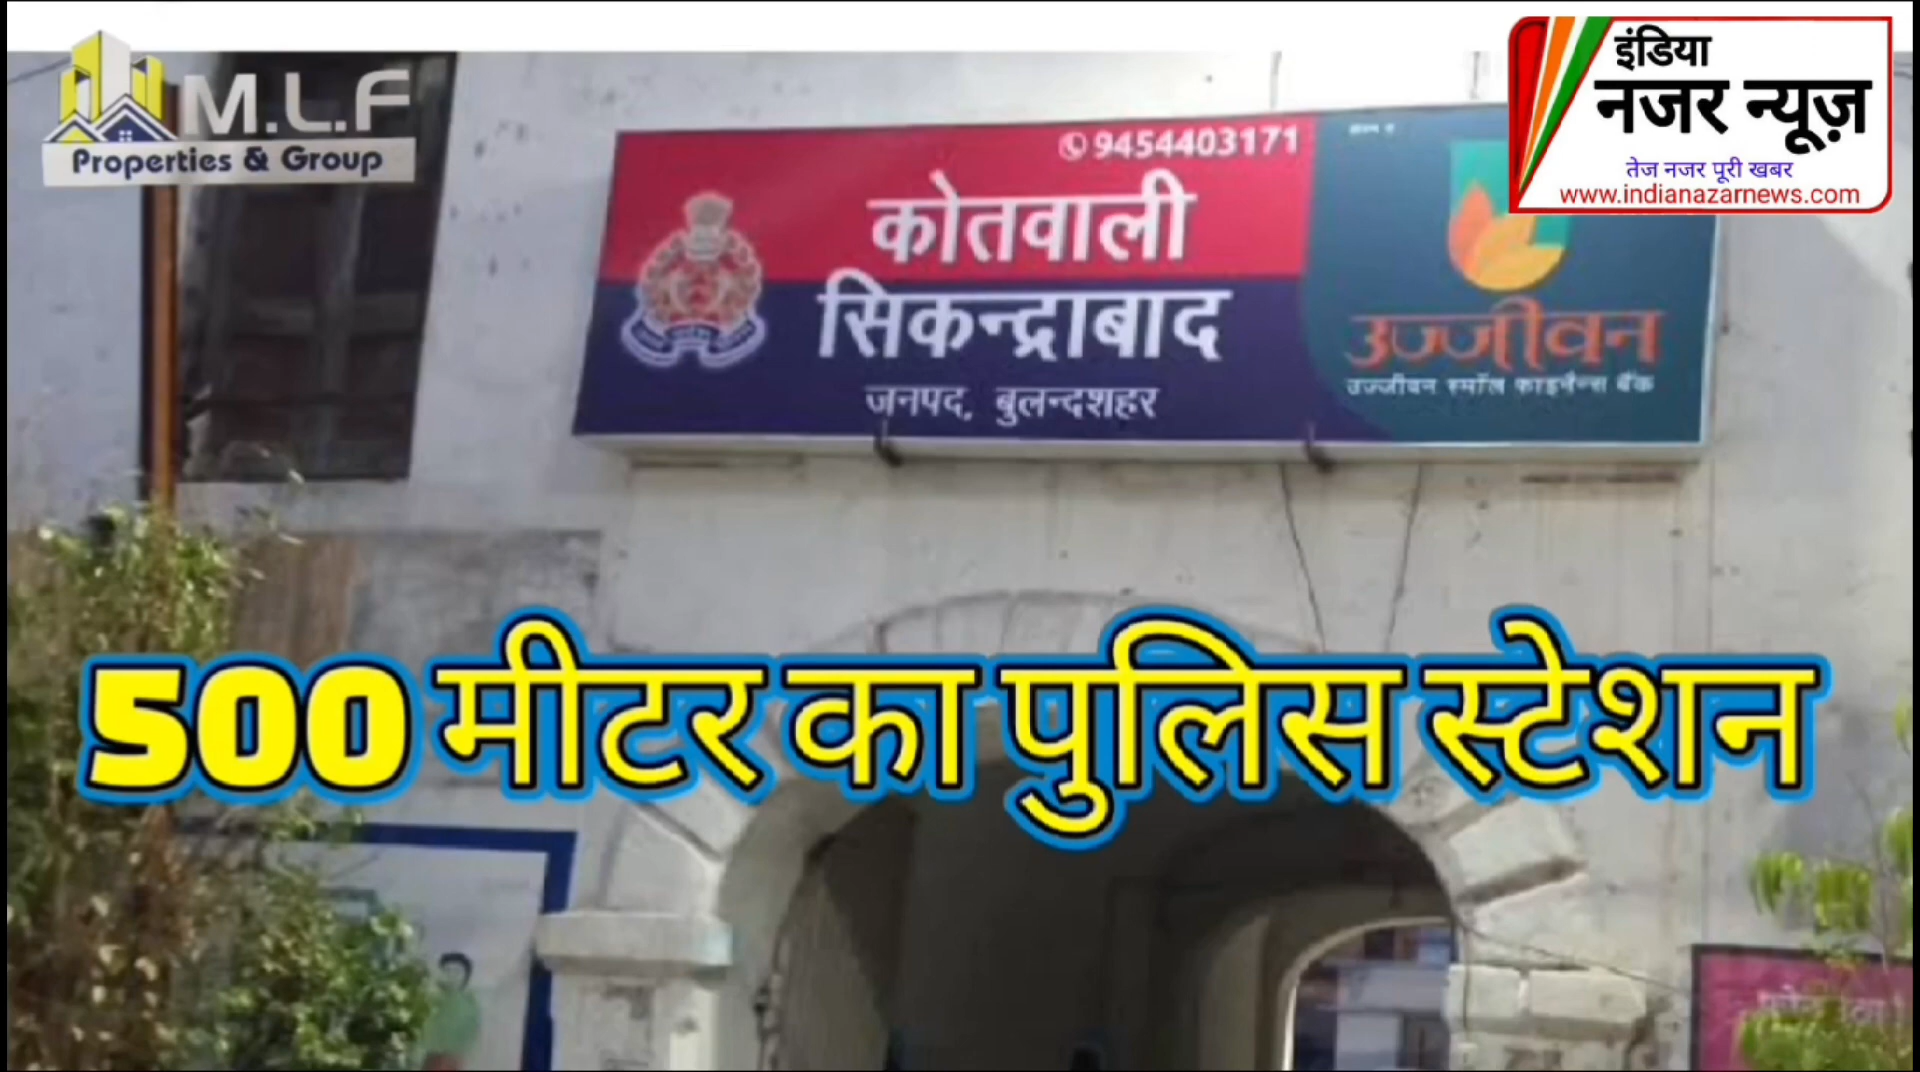 M.L.F
Properties & Group
इंडिया
नजर न्यूज़
तेज नजर पूरी खबर
www.indianazarnews.com
9454403171
कोतवाली
सिकन्द्राबाद
जनपद, बुलन्दशहर
उज्जीवन
उज्जीवन स्मॉल फाइनेन्स बैंक
500 मीटर का पुलिस स्टेशन